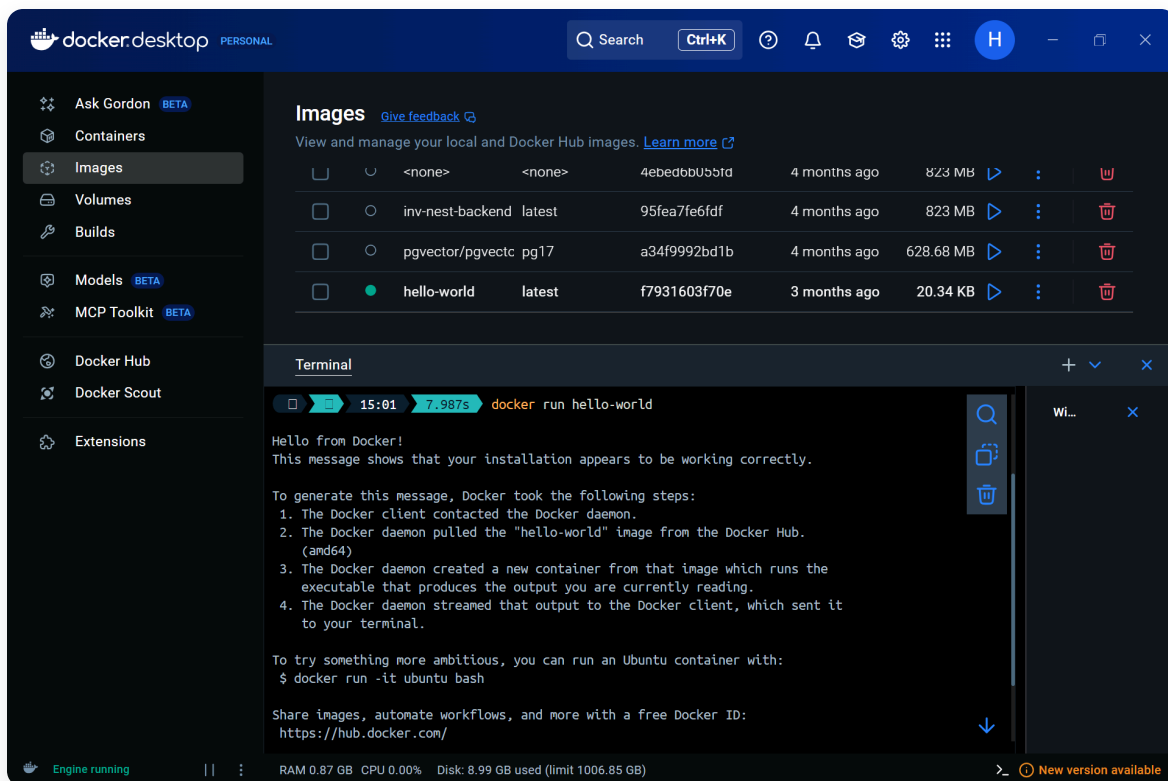 docker.desktop PERSONAL
Search Ctrl+K
H
Ask Gordon BETA
Containers
Images
Volumes
Builds
Models BETA
MCP Toolkit BETA
Docker Hub
Docker Scout
Extensions
Images Give feedback
View and manage your local and Docker Hub images. Learn more
<none> <none> 4ebed6b055fd 4 months ago 823 MB
inv-nest-backend latest 95fea7fe6fdf 4 months ago 823 MB
pgvector/pgvectc pg17 a34f9992bd1b 4 months ago 628.68 MB
hello-world latest f7931603f70e 3 months ago 20.34 KB
Terminal
15:01 7.987s docker run hello-world
Wi...
Hello from Docker!
This message shows that your installation appears to be working correctly.
To generate this message, Docker took the following steps:
1. The Docker client contacted the Docker daemon.
2. The Docker daemon pulled the "hello-world" image from the Docker Hub.
(amd64)
3. The Docker daemon created a new container from that image which runs the
executable that produces the output you are currently reading.
4. The Docker daemon streamed that output to the Docker client, which sent it
to your terminal.
To try something more ambitious, you can run an Ubuntu container with:
$ docker run -it ubuntu bash
Share images, automate workflows, and more with a free Docker ID:
https://hub.docker.com/
Engine running
RAM 0.87 GB CPU 0.00% Disk: 8.99 GB used (limit 1006.85 GB)
New version available